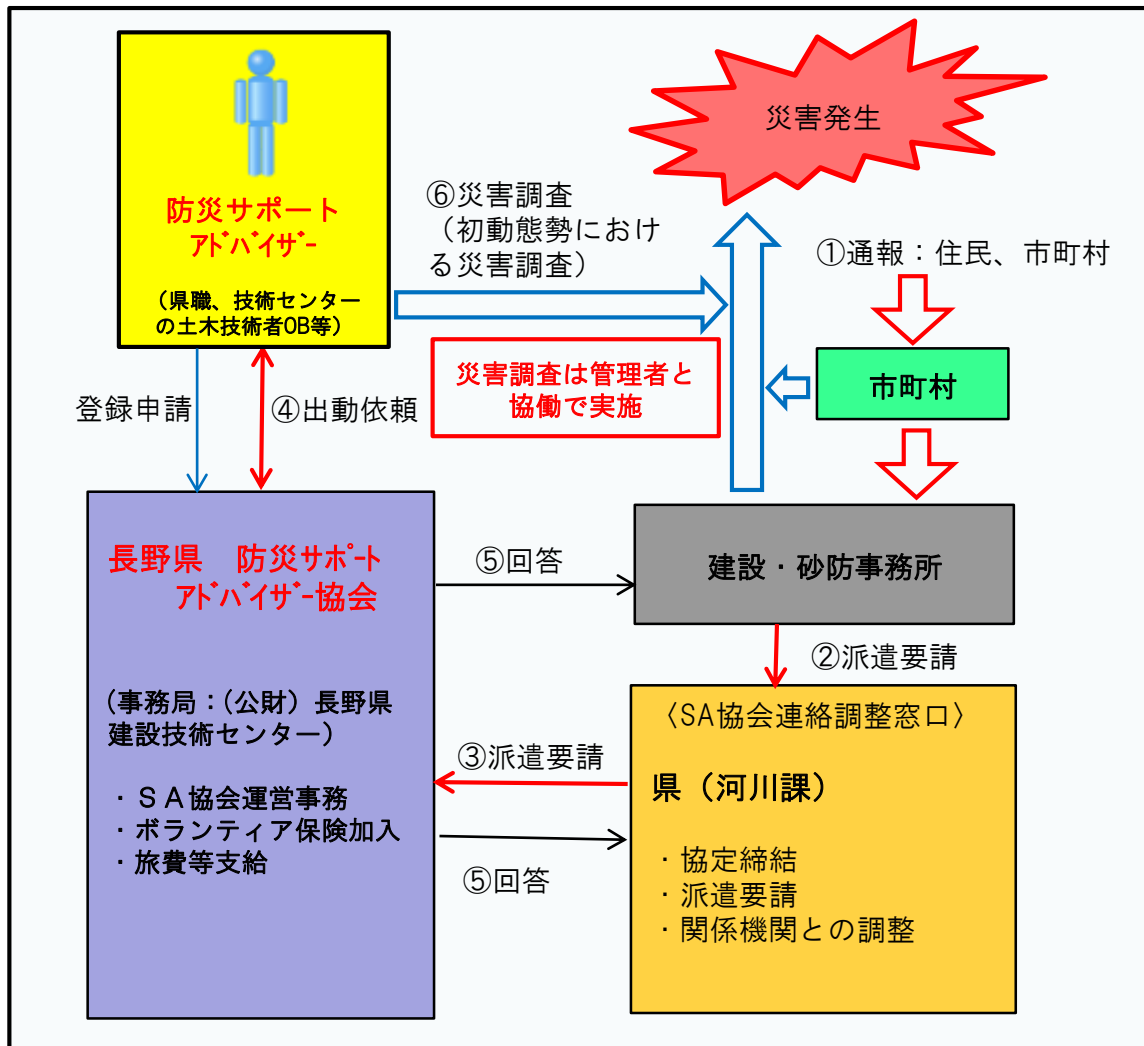 災害発生
防災サポート
ｱﾄﾞﾊﾞｲｻﾞｰ
（県職、技術センター
の土木技術者OB等）
⑥災害調査
（初動態勢におけ
る災害調査）
①通報：住民、市町村
災害調査は管理者と
協働で実施
市町村
登録申請
④出動依頼
長野県　防災ｻﾎﾟｰﾄ
ｱﾄﾞﾊﾞｲｻﾞｰ協会
(事務局：(公財）長野県
建設技術センター）
・ＳＡ協会運営事務
・ボランティア保険加入
・旅費等支給
⑤回答
建設・砂防事務所
②派遣要請
〈SA協会連絡調整窓口〉
③派遣要請
県（河川課）
⑤回答
・協定締結
・派遣要請
・関係機関との調整